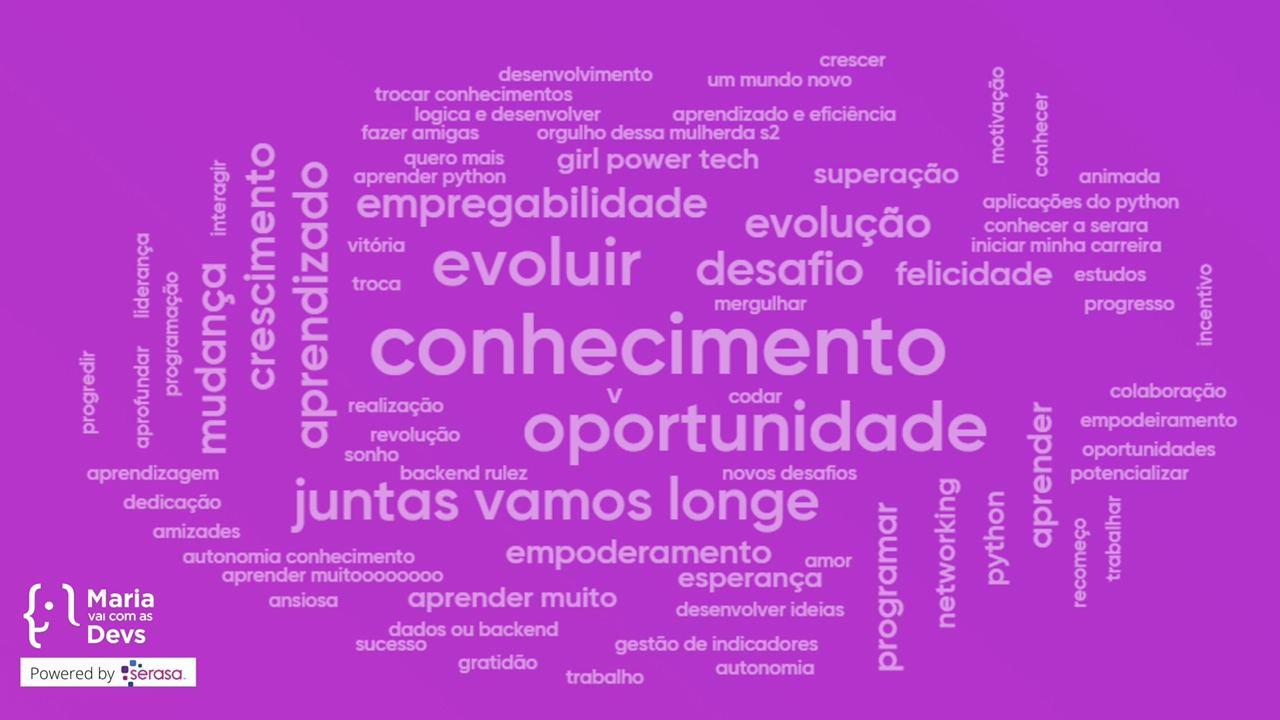 crescer
desenvolvimento
um mundo novo
trocar conhecimentos
logica e desenvolver
aprendizado e eficiência
fazer amigas
orgulho dessa mulherda s2
motivação
conhecer
quero mais
girl power tech
aprender python
superação
animada
interagir
crescimento
aprendizado
empregabilidade
evolução
aplicações do python
conhecer a serara
iniciar minha carreira
vitória
evoluir
desafio
felicidade
estudos
troca
mergulhar
progresso
incentivo
liderança
programação
mudança
conhecimento
progredir
aprofundar
v
codar
realização
oportunidade
colaboração
empodeiramento
oportunidades
potencializar
revolução
sonho
aprender
aprendizagem
backend rulez
novos desafios
dedicação
juntas vamos longe
programar
networking
python
recomeço
trabalhar
amizades
autonomia conhecimento
empoderamento
amor
aprender muitoooooooo
esperança
ansiosa
aprender muito
desenvolver ideias
dados ou backend
sucesso
gestão de indicadores
gratidão
autonomia
trabalho
Maria
vai com as
Devs
Powered by serasa.